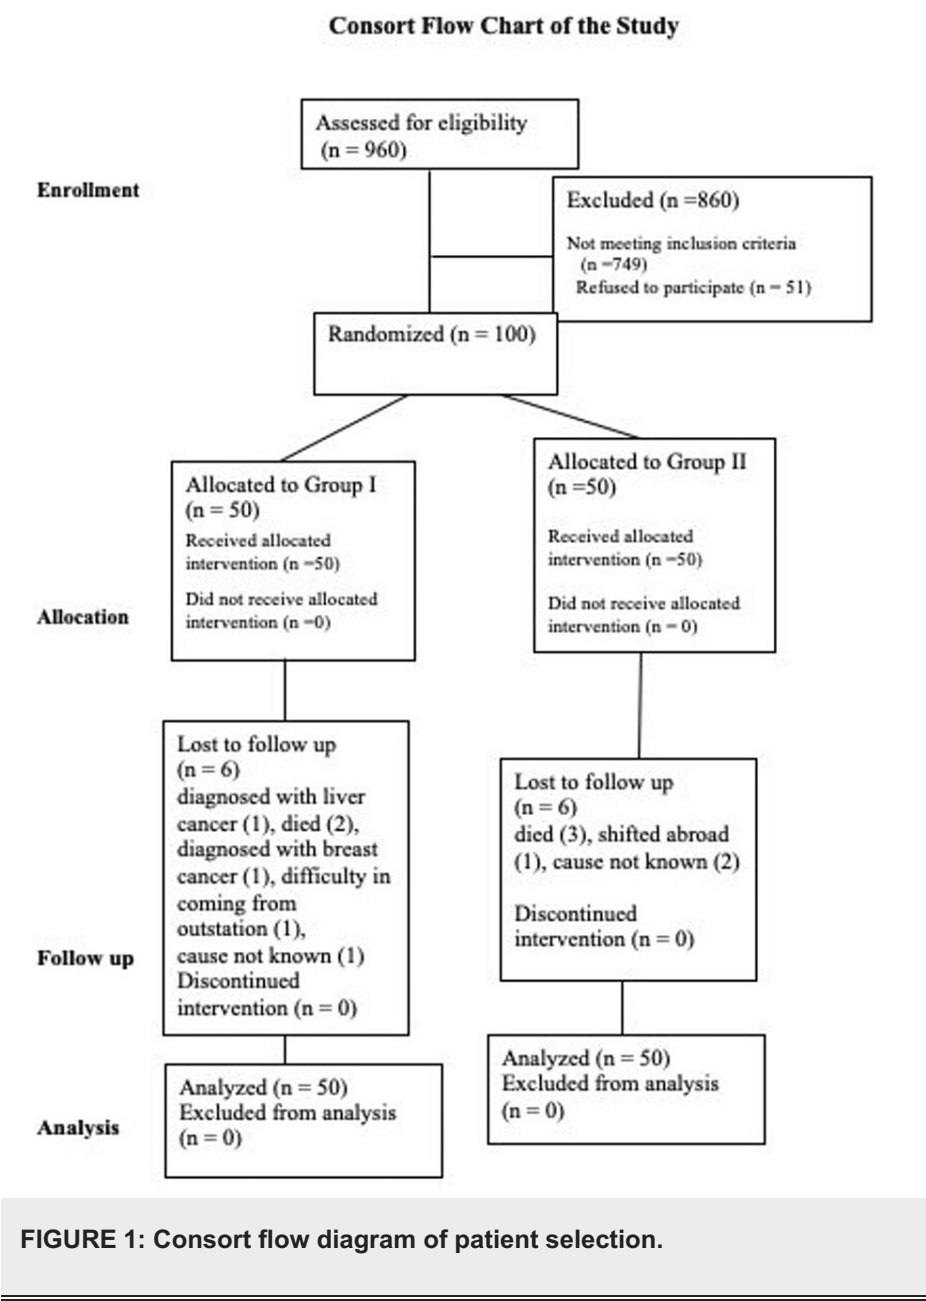 Consort Flow Chart of the Study
Assessed for eligibility
(n = 960)
Enrollment
Excluded (n =860)
Not meeting inclusion criteria
(n =749)
Refused to participate (n = 51)
Randomized (n = 100)
Allocated to Group I
(n = 50)
Received allocated
intervention (n =50)
Did not receive allocated
intervention (n =0)
Allocated to Group II
(n =50)
Received allocated
intervention (n =50)
Did not receive allocated
intervention (n = 0)
Allocation
Lost to follow up
(n = 6)
diagnosed with liver
cancer (1), died (2),
diagnosed with breast
cancer (1), difficulty in
coming from
outstation (1),
cause not known (1)
Discontinued
intervention (n = 0)
Lost to follow up
(n = 6)
died (3), shifted abroad
(1), cause not known (2)
Discontinued
intervention (n = 0)
Follow up
Analyzed (n = 50)
Excluded from analysis
(n = 0)
Analyzed (n = 50)
Excluded from analysis
(n = 0)
Analysis
FIGURE 1: Consort flow diagram of patient selection.